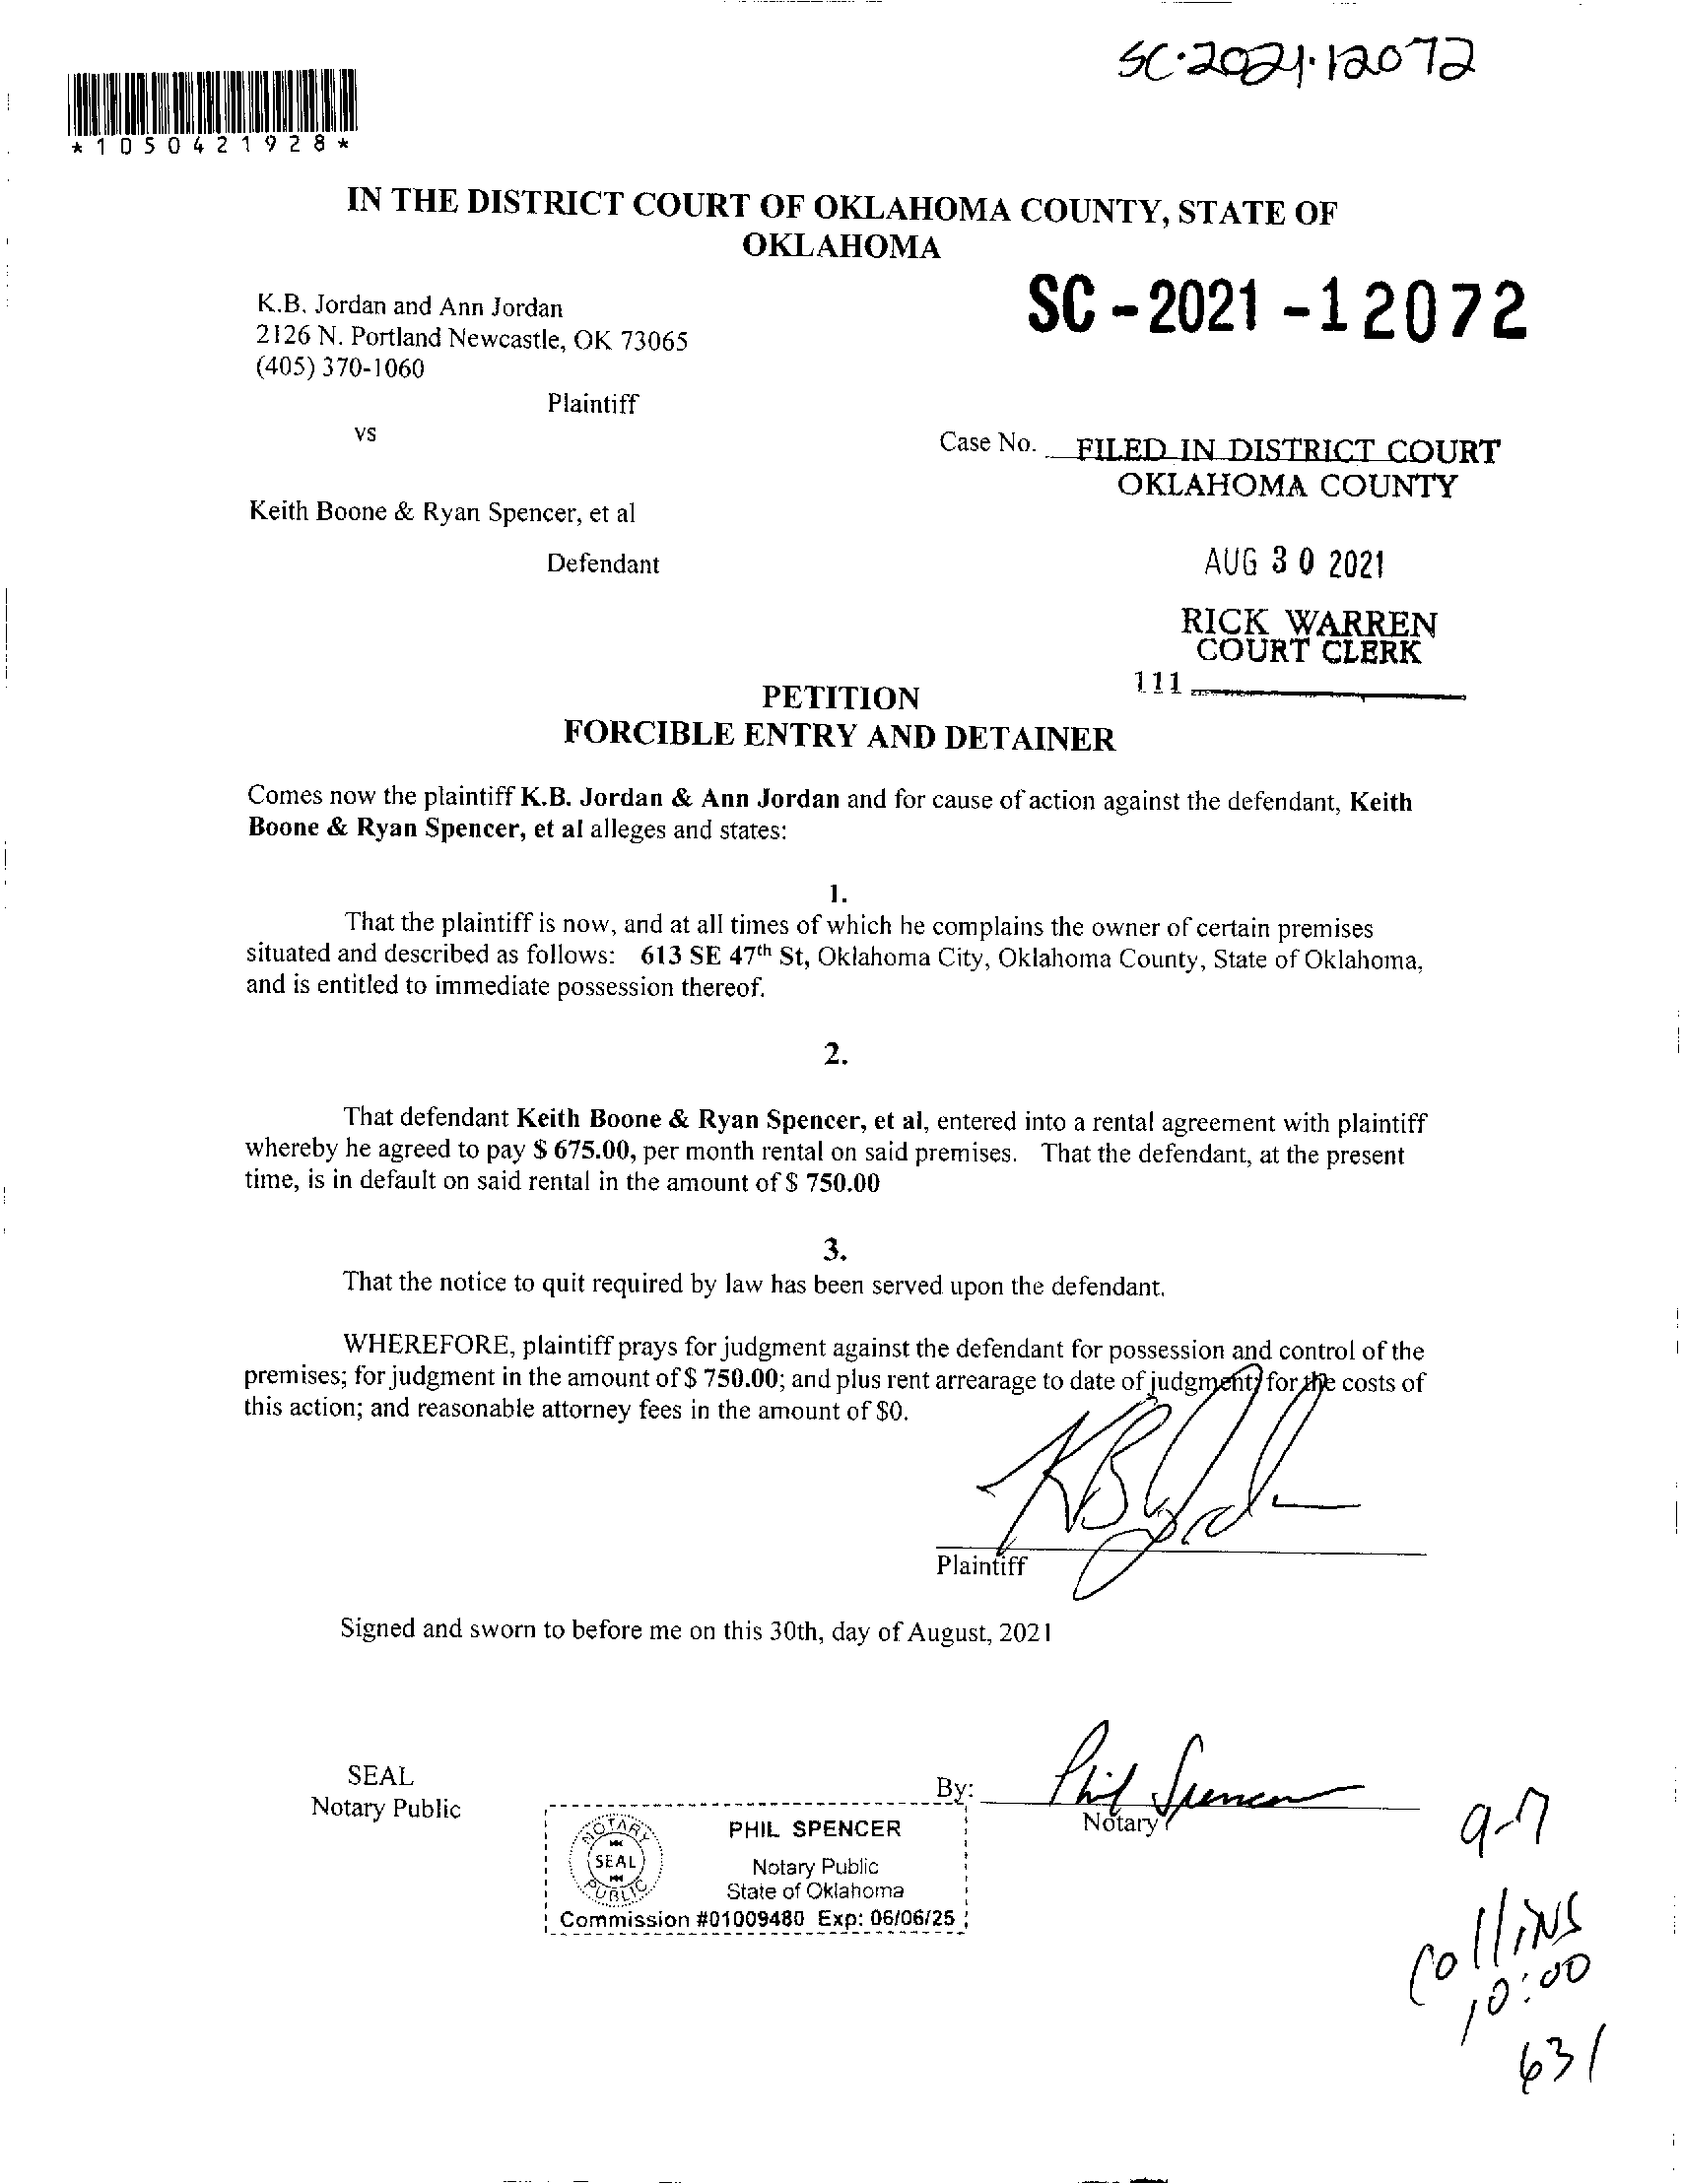 SC-2021-12072
*1050421928*
IN THE DISTRICT COURT OF OKLAHOMA COUNTY, STATE OF
OKLAHOMA
K.B. Jordan and Ann Jordan
2126 N. Portland Newcastle, OK 73065
(405) 370-1060
SC-2021-12072
Plaintiff
vs
Case No. FILED IN DISTRICT COURT
OKLAHOMA COUNTY
Keith Boone & Ryan Spencer, et al
Defendant
AUG 30 2021
RICK WARREN
COURT CLERK
111
PETITION
FORCIBLE ENTRY AND DETAINER
Comes now the plaintiff K.B. Jordan & Ann Jordan and for cause of action against the defendant, Keith
Boone & Ryan Spencer, et al alleges and states:
1.
That the plaintiff is now, and at all times of which he complains the owner of certain premises
situated and described as follows: 613 SE 47th St, Oklahoma City, Oklahoma County, State of Oklahoma,
and is entitled to immediate possession thereof.
2.
That defendant Keith Boone & Ryan Spencer, et al, entered into a rental agreement with plaintiff
whereby he agreed to pay $ 675.00, per month rental on said premises. That the defendant, at the present
time, is in default on said rental in the amount of $ 750.00
3.
That the notice to quit required by law has been served upon the defendant.
WHEREFORE, plaintiff prays for judgment against the defendant for possession and control of the
premises; for judgment in the amount of $ 750.00; and plus rent arrearage to date of judgment; for the costs of
this action; and reasonable attorney fees in the amount of $0.
KB Jordan
Plaintiff
Signed and sworn to before me on this 30th, day of August, 2021
SEAL
Notary Public
By: Phil Spencer
Notary
NOTARY
SEAL
PUBLIC
PHIL SPENCER
Notary Public
State of Oklahoma
Commission #01009480 Exp: 06/06/25
9-7
Collins
10:00
631